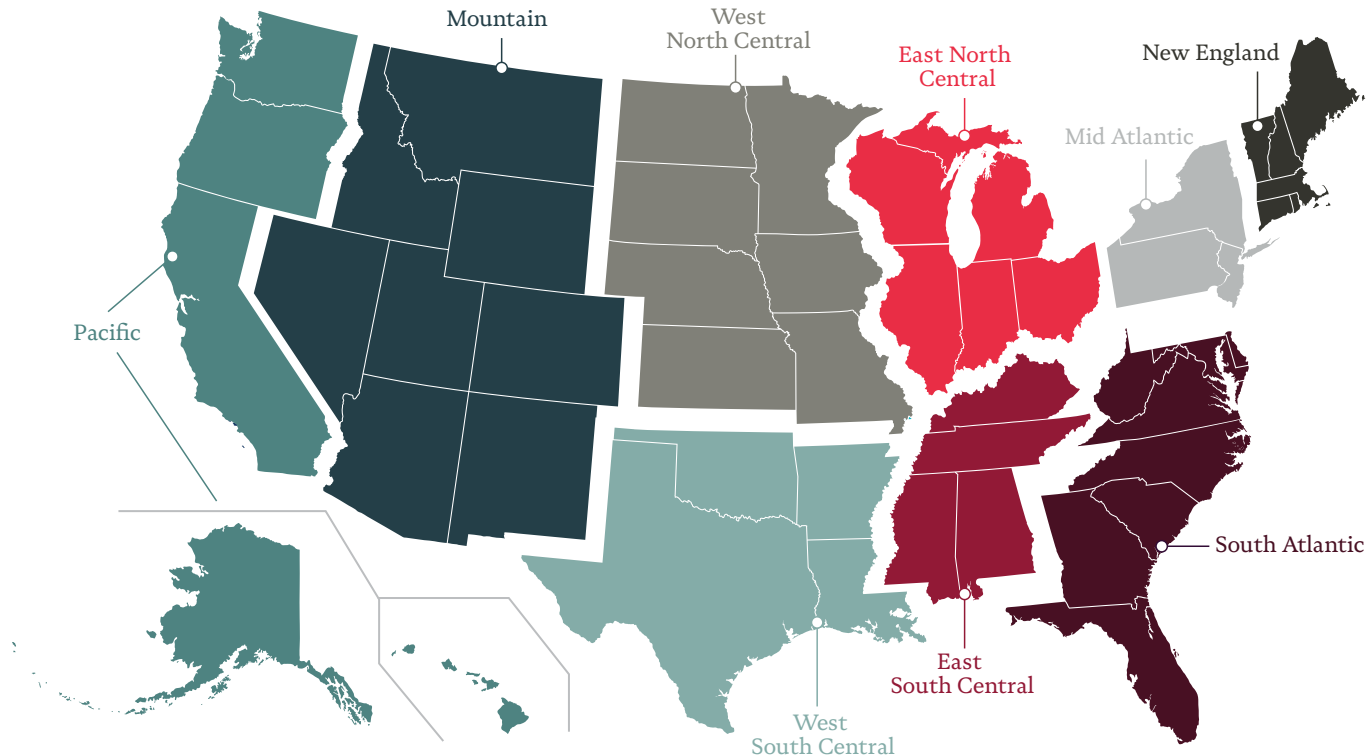 Mountain
West
North Central
East North
Central
New England
Mid Atlantic
Pacific
South Atlantic
East
South Central
West
South Central